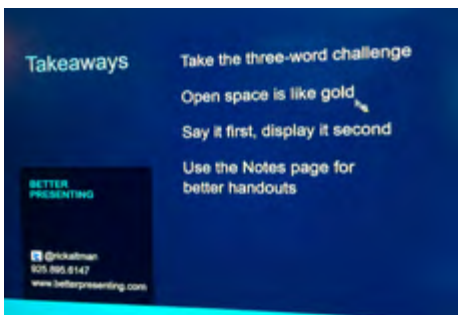 Takeaways
Take the three-word challenge
Open space is like gold
Say it first, display it second
Use the Notes page for
better handouts
BETTER
PRESENTING
@rickaltman
925.895.6147
www.betterpresenting.com